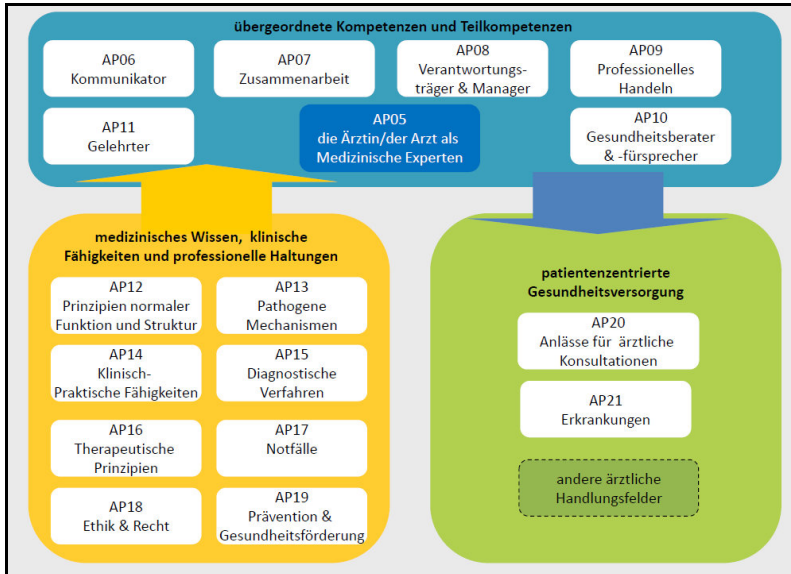 übergeordnete Kompetenzen und Teilkompetenzen
AP06
Kommunikator
AP07
Zusammenarbeit
AP08
Verantwortungs-
träger & Manager
AP09
Professionelles
Handeln
AP11
Gelehrter
AP05
die Ärztin/der Arzt als
Medizinische Experten
AP10
Gesundheitsberater
& -fürsprecher
medizinisches Wissen, klinische
Fähigkeiten und professionelle Haltungen
AP12
Prinzipien normaler
Funktion und Struktur
AP13
Pathogene
Mechanismen
AP14
Klinisch-
Praktische Fähigkeiten
AP15
Diagnostische
Verfahren
AP16
Therapeutische
Prinzipien
AP17
Notfälle
AP18
Ethik & Recht
AP19
Prävention &
Gesundheitsförderung
patientenzentrierte
Gesundheitsversorgung
AP20
Anlässe für ärztliche
Konsultationen
AP21
Erkrankungen
andere ärztliche
Handlungsfelder